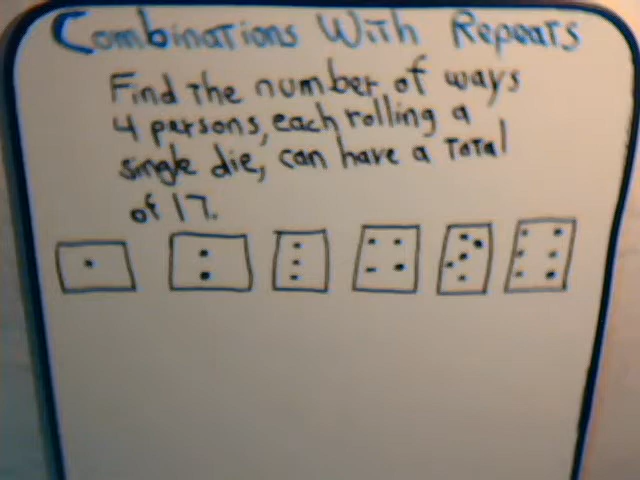 Combinations With Repeats
Find the number of ways
4 persons, each rolling a
single die, can have a Total
of 17.